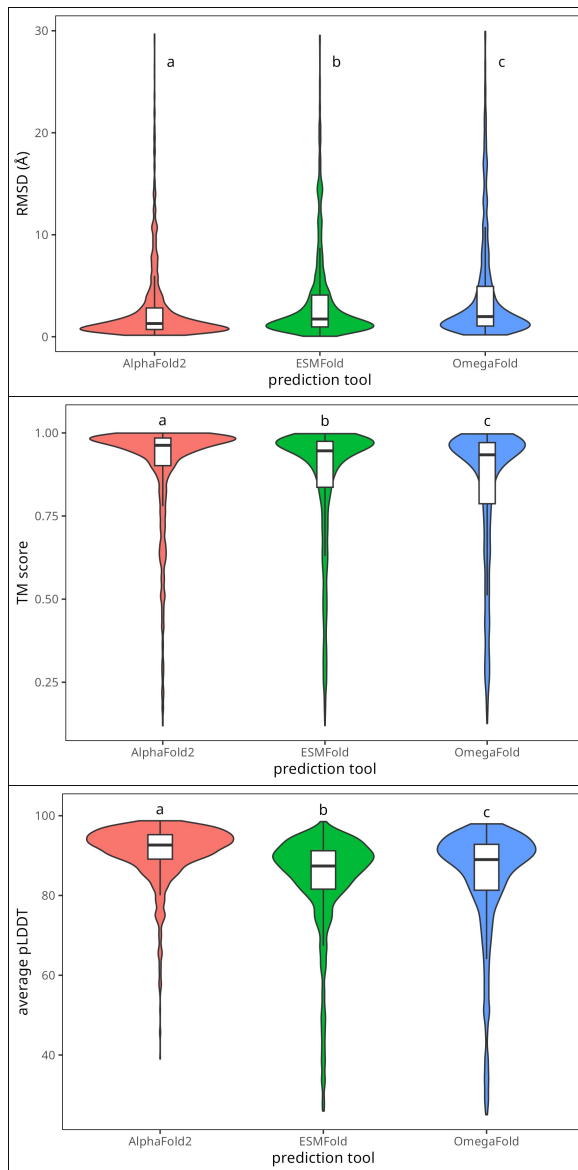 30
a
b
c
20
RMSD (Å)
10
0
AlphaFold2
ESMFold
OmegaFold
prediction tool
1.00
a
b
c
0.75
TM score
0.50
0.25
AlphaFold2
ESMFold
OmegaFold
prediction tool
100
a
b
c
80
average pLDDT
60
40
AlphaFold2
ESMFold
OmegaFold
prediction tool